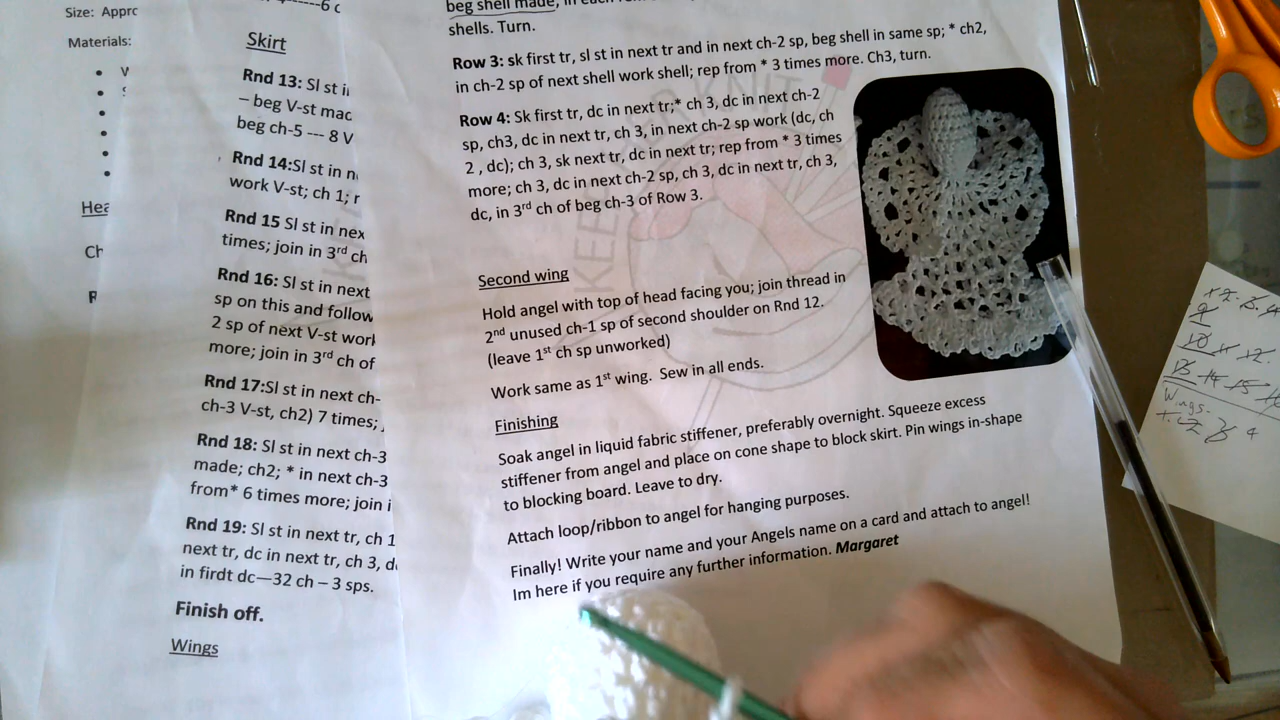 Size: Approx
Materials:
Skirt
Rnd 13: Sl st in
– beg V-st mad
beg ch-5 --- 8 V
Rnd 14:Sl st in n
work V-st; ch 1; r
Rnd 15 Sl st in nex
times; join in 3rd ch
Rnd 16: Sl st in next
sp on this and follow
2 sp of next V-st work
more; join in 3rd ch of
Rnd 17:Sl st in next ch-
ch-3 V-st, ch2) 7 times;
Rnd 18: Sl st in next ch-3
made; ch2; * in next ch-3
from* 6 times more; join i
Rnd 19: Sl st in next tr, ch 1
next tr, dc in next tr, ch 3, d
in firdt dc—32 ch – 3 sps.
Finish off.
Wings
beg shell made, in each
shells. Turn.
Row 3: sk first tr, sl st in next tr and in next ch-2 sp, beg shell in same sp; * ch2,
in ch-2 sp of next shell work shell; rep from * 3 times more. Ch3, turn.
Row 4: Sk first tr, dc in next tr;* ch 3, dc in next ch-2
sp, ch3, dc in next tr, ch 3, in next ch-2 sp work (dc, ch
2 , dc); ch 3, sk next tr, dc in next tr; rep from * 3 times
more; ch 3, dc in next ch-2 sp, ch 3, dc in next tr, ch 3,
dc, in 3rd ch of beg ch-3 of Row 3.
Second wing
Hold angel with top of head facing you; join thread in
2nd unused ch-1 sp of second shoulder on Rnd 12.
(leave 1st ch sp unworked)
Work same as 1st wing. Sew in all ends.
Finishing
Soak angel in liquid fabric stiffener, preferably overnight. Squeeze excess
stiffener from angel and place on cone shape to block skirt. Pin wings in-shape
to blocking board. Leave to dry.
Attach loop/ribbon to angel for hanging purposes.
Finally! Write your name and your Angels name on a card and attach to angel!
Im here if you require any further information. Margaret
9
10 11 12.
13 14 15
Wings-
4